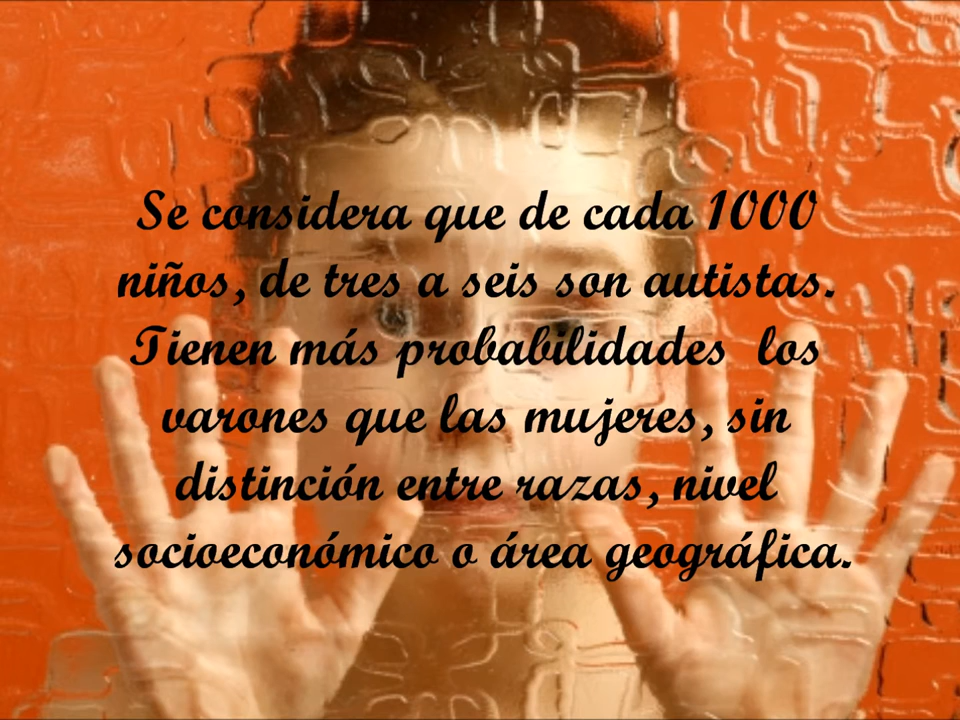 Se considera que de cada 1000
niños, de tres a seis son autistas.
Tienen más probabilidades los
varones que las mujeres, sin
distinción entre razas, nivel
socioeconómico o área geográfica.